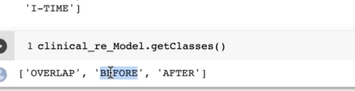 'I-TIME']
1 clinical_re_Model.getClasses()
['OVERLAP', 'BEFORE', 'AFTER']